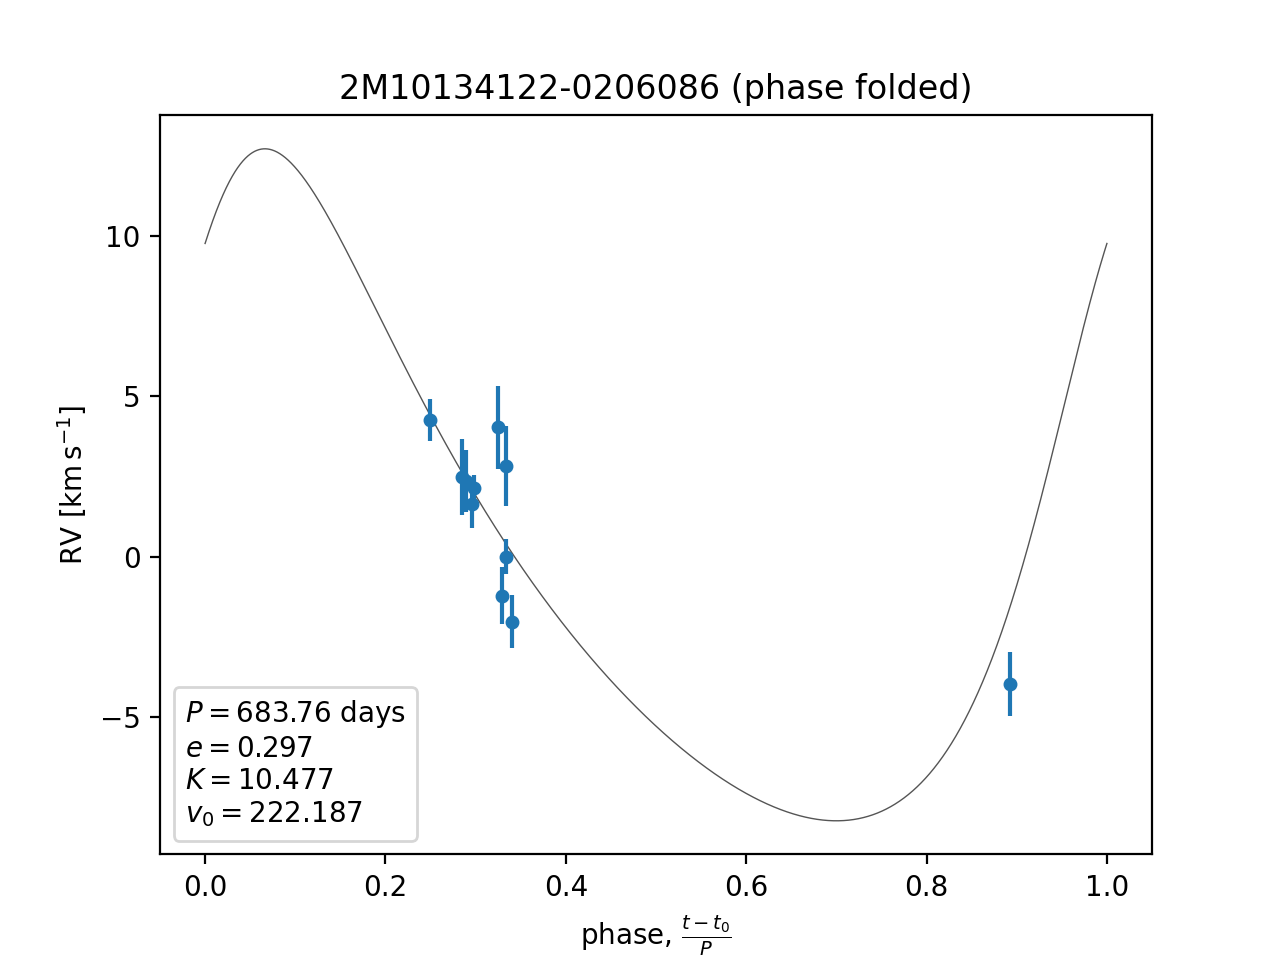 2M10134122-0206086 (phase folded)
10
5
0
−5
RV [km s⁻¹]
P = 683.76 days
e = 0.297
K = 10.477
v₀ = 222.187
0.0 0.2 0.4 0.6 0.8 1.0
phase, (t − t₀)/P